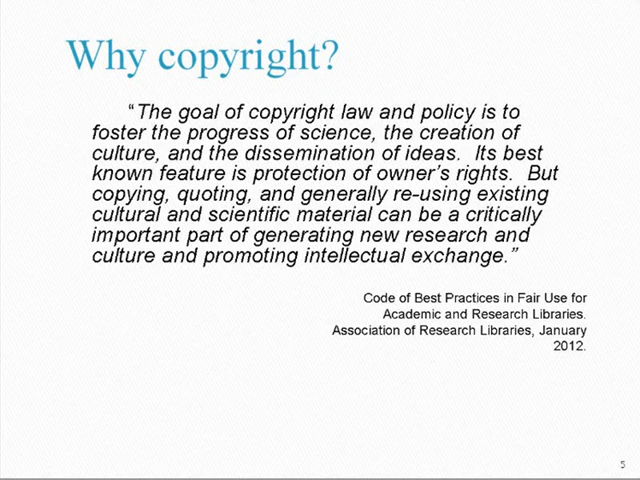 Why copyright?
“The goal of copyright law and policy is to
foster the progress of science, the creation of
culture, and the dissemination of ideas.  Its best
known feature is protection of owner’s rights.  But
copying, quoting, and generally re-using existing
cultural and scientific material can be a critically
important part of generating new research and
culture and promoting intellectual exchange.”
Code of Best Practices in Fair Use for
Academic and Research Libraries.
Association of Research Libraries, January
2012.
5